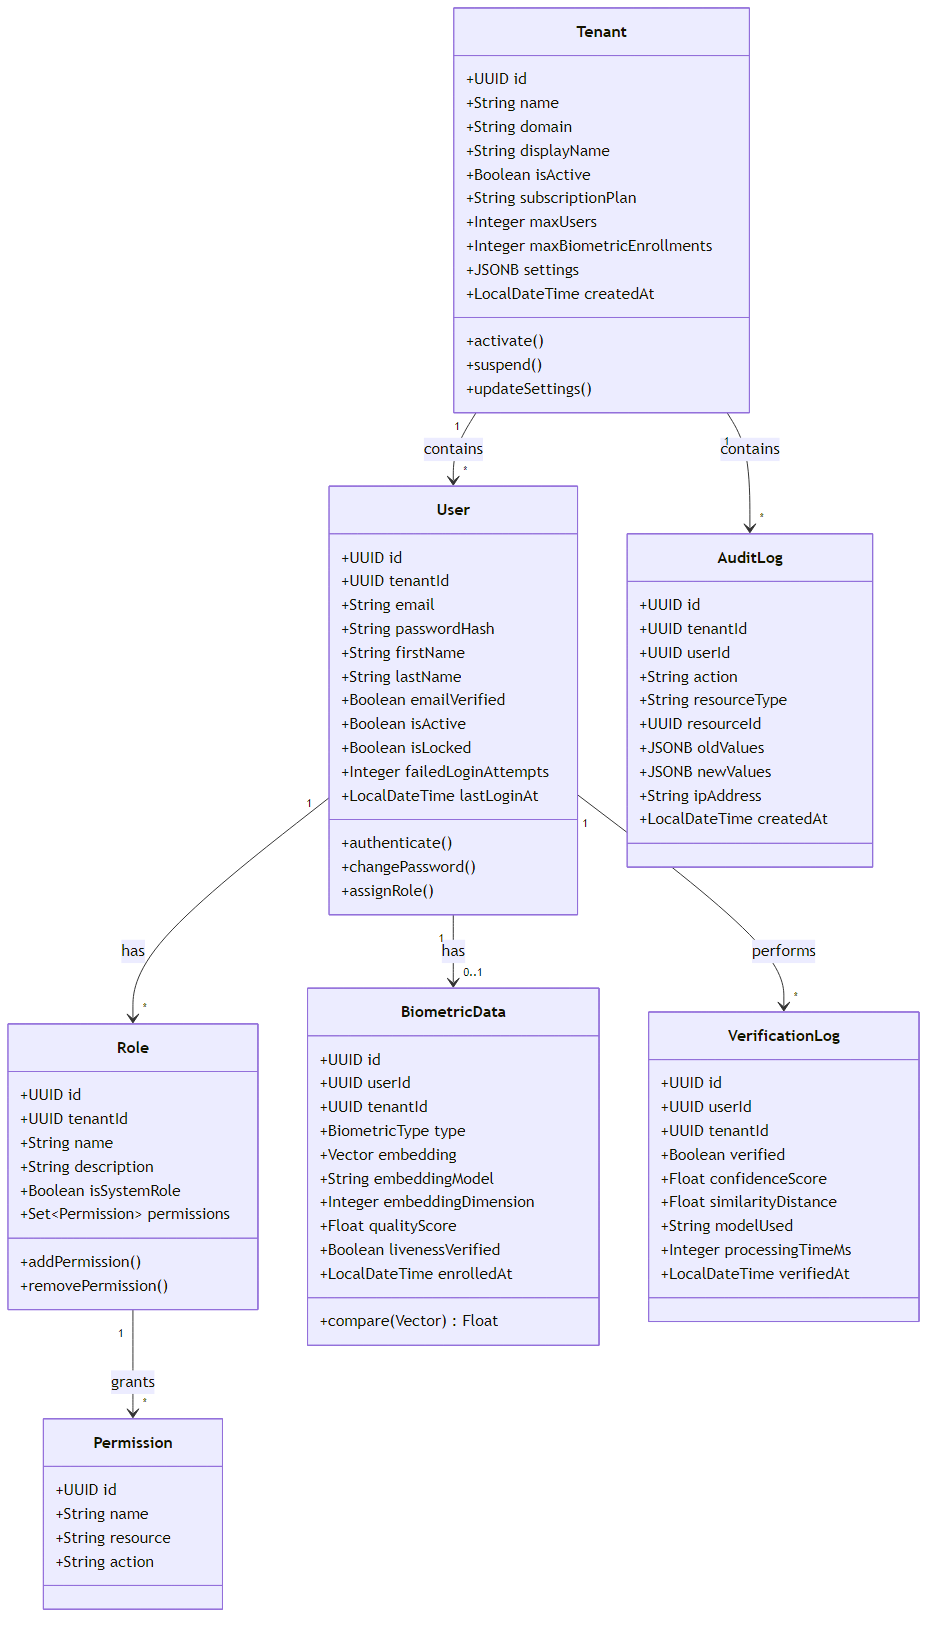 Tenant
+UUID id
+String name
+String domain
+String displayName
+Boolean isActive
+String subscriptionPlan
+Integer maxUsers
+Integer maxBiometricEnrollments
+JSONB settings
+LocalDateTime createdAt
+activate()
+suspend()
+updateSettings()
1
contains
*
1
contains
*
User
+UUID id
+UUID tenantId
+String email
+String passwordHash
+String firstName
+String lastName
+Boolean emailVerified
+Boolean isActive
+Boolean isLocked
+Integer failedLoginAttempts
+LocalDateTime lastLoginAt
+authenticate()
+changePassword()
+assignRole()
AuditLog
+UUID id
+UUID tenantId
+UUID userId
+String action
+String resourceType
+UUID resourceId
+JSONB oldValues
+JSONB newValues
+String ipAddress
+LocalDateTime createdAt
1
has
*
1
has
0..1
1
performs
*
Role
+UUID id
+UUID tenantId
+String name
+String description
+Boolean isSystemRole
+Set<Permission> permissions
+addPermission()
+removePermission()
BiometricData
+UUID id
+UUID userId
+UUID tenantId
+BiometricType type
+Vector embedding
+String embeddingModel
+Integer embeddingDimension
+Float qualityScore
+Boolean livenessVerified
+LocalDateTime enrolledAt
+compare(Vector) : Float
VerificationLog
+UUID id
+UUID userId
+UUID tenantId
+Boolean verified
+Float confidenceScore
+Float similarityDistance
+String modelUsed
+Integer processingTimeMs
+LocalDateTime verifiedAt
1
grants
*
Permission
+UUID id
+String name
+String resource
+String action